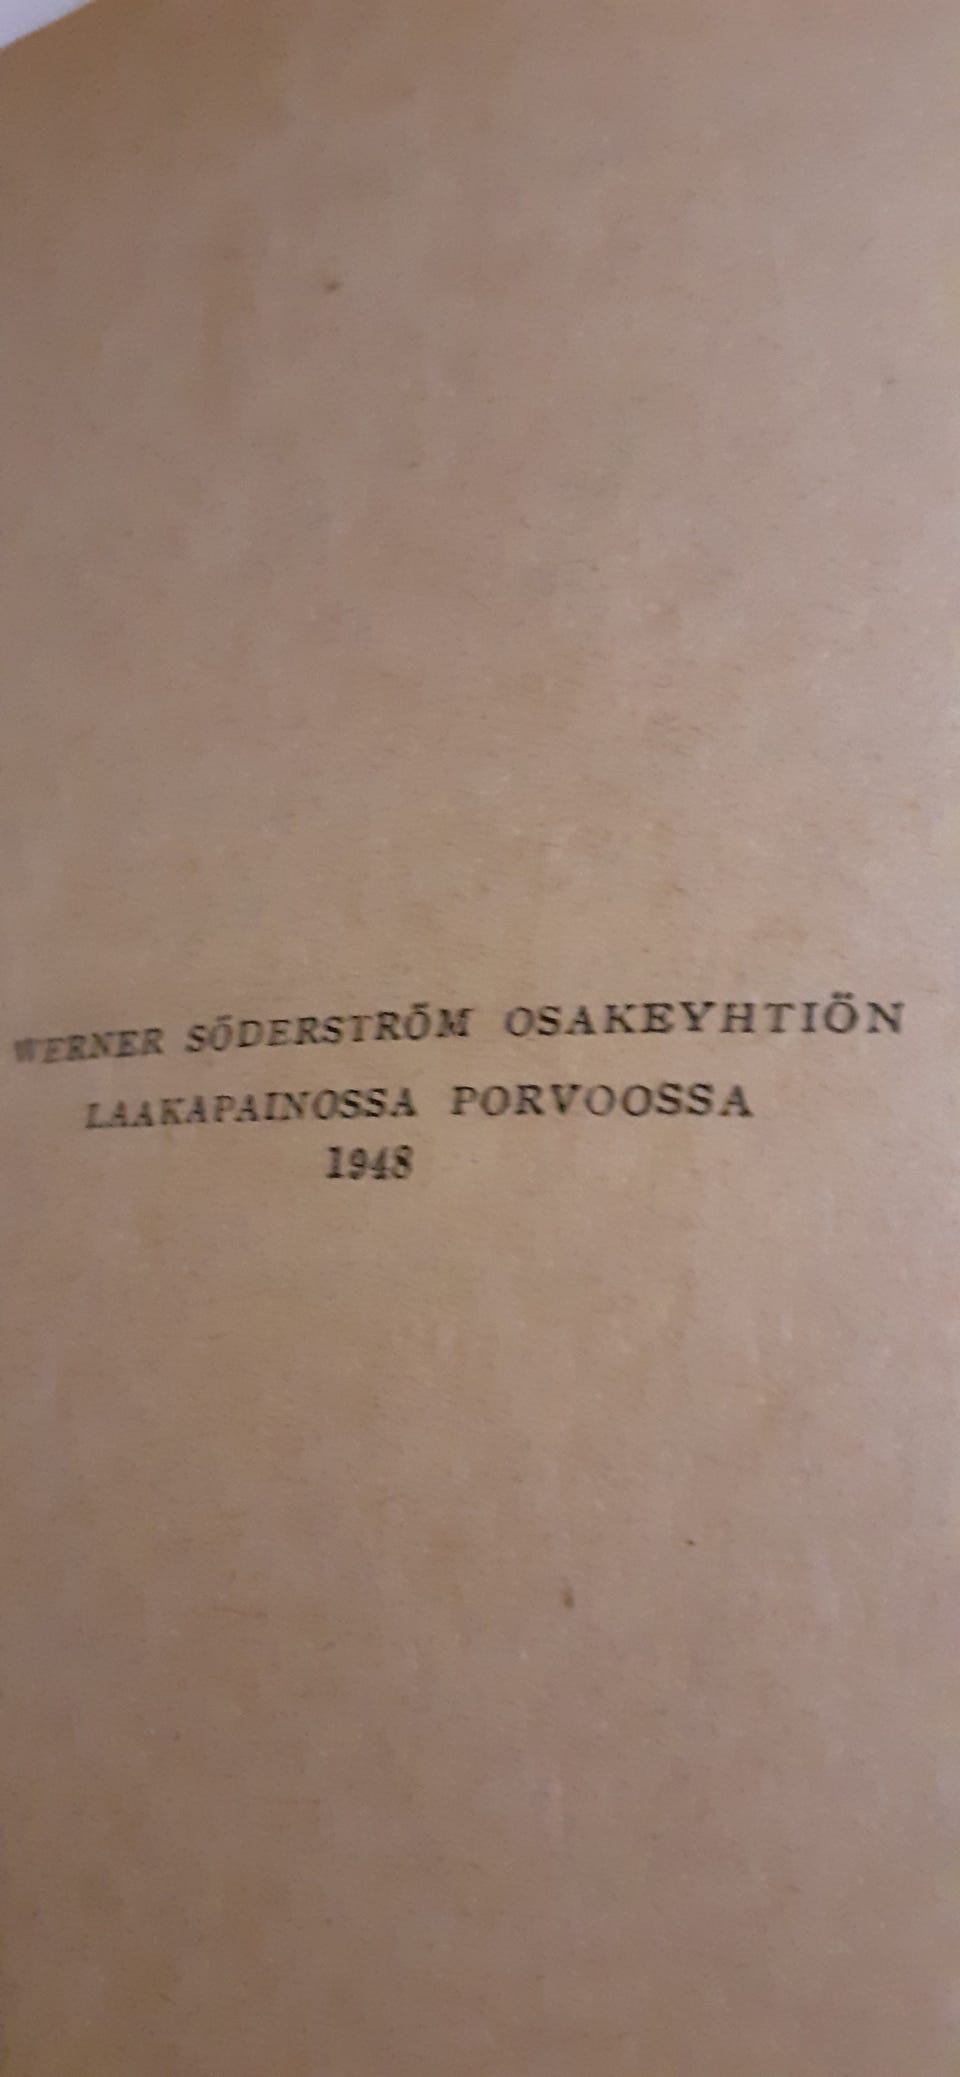 WERNER SÖDERSTRÖM OSAKEYHTIÖN
LAAKAPAINOSSA PORVOOSSA
1948